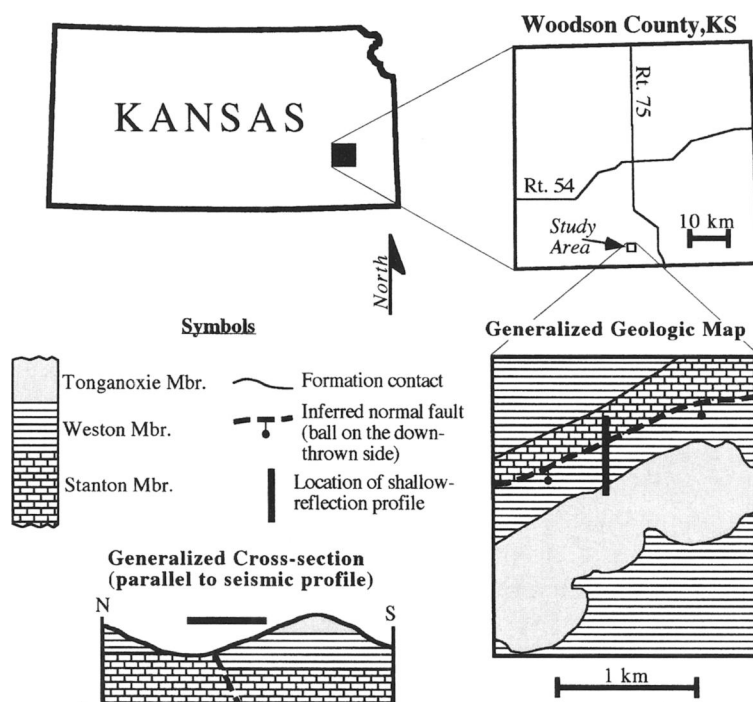 Woodson County,KS
KANSAS
Rt. 75
Rt. 54
10 km
Study
Area
North
Symbols
Tonganoxie Mbr.
Weston Mbr.
Stanton Mbr.
Formation contact
Inferred normal fault
(ball on the down-
thrown side)
Location of shallow-
reflection profile
Generalized Geologic Map
1 km
Generalized Cross-section
(parallel to seismic profile)
N
S